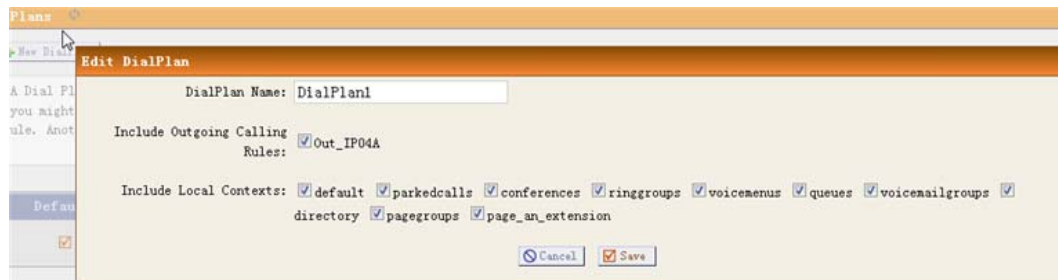 Plans
New Dial
Edit DialPlan
A Dial Pl
DialPlan Name: DialPlan1
you might
ule. Anot
Include Outgoing Calling Rules: Out_IP04A
Include Local Contexts: default parkedcalls conferences ringgroups voicemenus queues voicemailgroups
directory pagegroups page_an_extension
Defau
Cancel Save